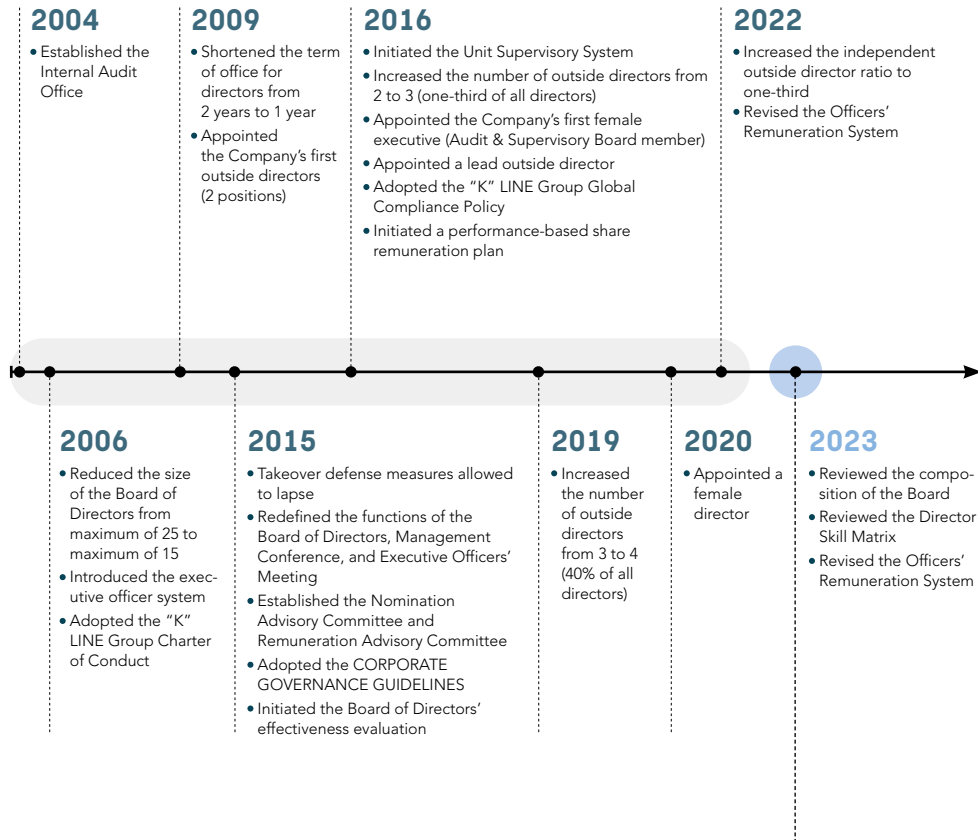 2004
• Established the
Internal Audit
Office
2009
• Shortened the term
of office for
directors from
2 years to 1 year
• Appointed
the Company’s first
outside directors
(2 positions)
2016
• Initiated the Unit Supervisory System
• Increased the number of outside directors from
2 to 3 (one-third of all directors)
• Appointed the Company’s first female
executive (Audit & Supervisory Board member)
• Appointed a lead outside director
• Adopted the “K” LINE Group Global
Compliance Policy
• Initiated a performance-based share
remuneration plan
2022
• Increased the independent
outside director ratio to
one-third
• Revised the Officers’
Remuneration System
2006
• Reduced the size
of the Board of
Directors from
maximum of 25 to
maximum of 15
• Introduced the exec-
utive officer system
• Adopted the “K”
LINE Group Charter
of Conduct
2015
• Takeover defense measures allowed
to lapse
• Redefined the functions of the
Board of Directors, Management
Conference, and Executive Officers’
Meeting
• Established the Nomination
Advisory Committee and
Remuneration Advisory Committee
• Adopted the CORPORATE
GOVERNANCE GUIDELINES
• Initiated the Board of Directors’
effectiveness evaluation
2019
• Increased
the number
of outside
directors
from 3 to 4
(40% of all
directors)
2020
• Appointed a
female
director
2023
• Reviewed the compo-
sition of the Board
• Reviewed the Director
Skill Matrix
• Revised the Officers’
Remuneration System